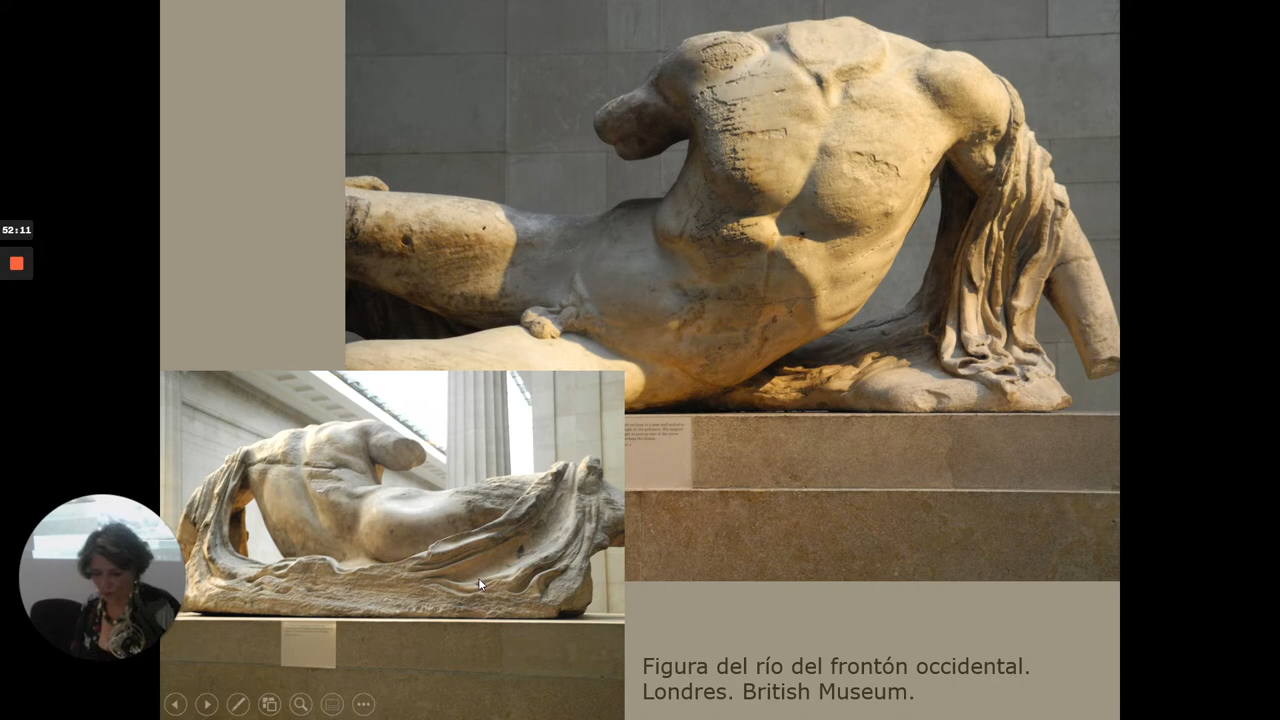 52:11
Figura del río del frontón occidental.
Londres. British Museum.